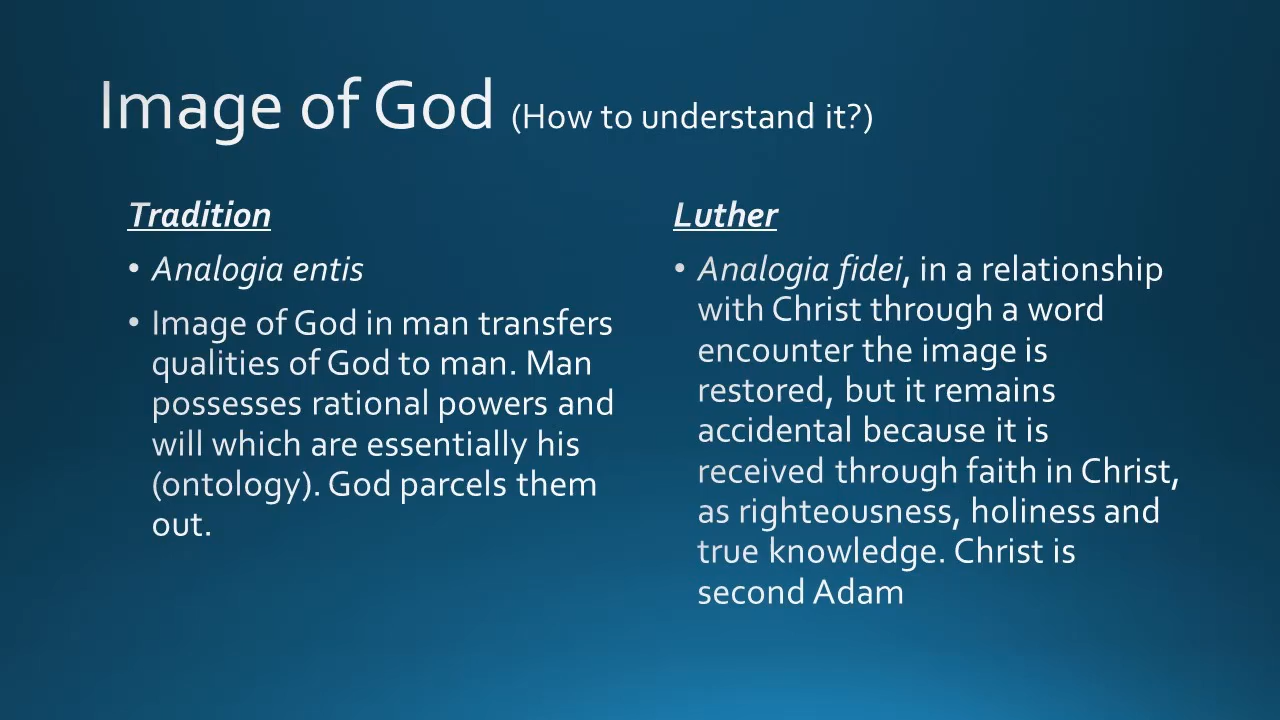 Image of God (How to understand it?)
Tradition
• Analogia entis
• Image of God in man transfers
qualities of God to man. Man
possesses rational powers and
will which are essentially his
(ontology). God parcels them
out.
Luther
• Analogia fidei, in a relationship
with Christ through a word
encounter the image is
restored, but it remains
accidental because it is
received through faith in Christ,
as righteousness, holiness and
true knowledge. Christ is
second Adam